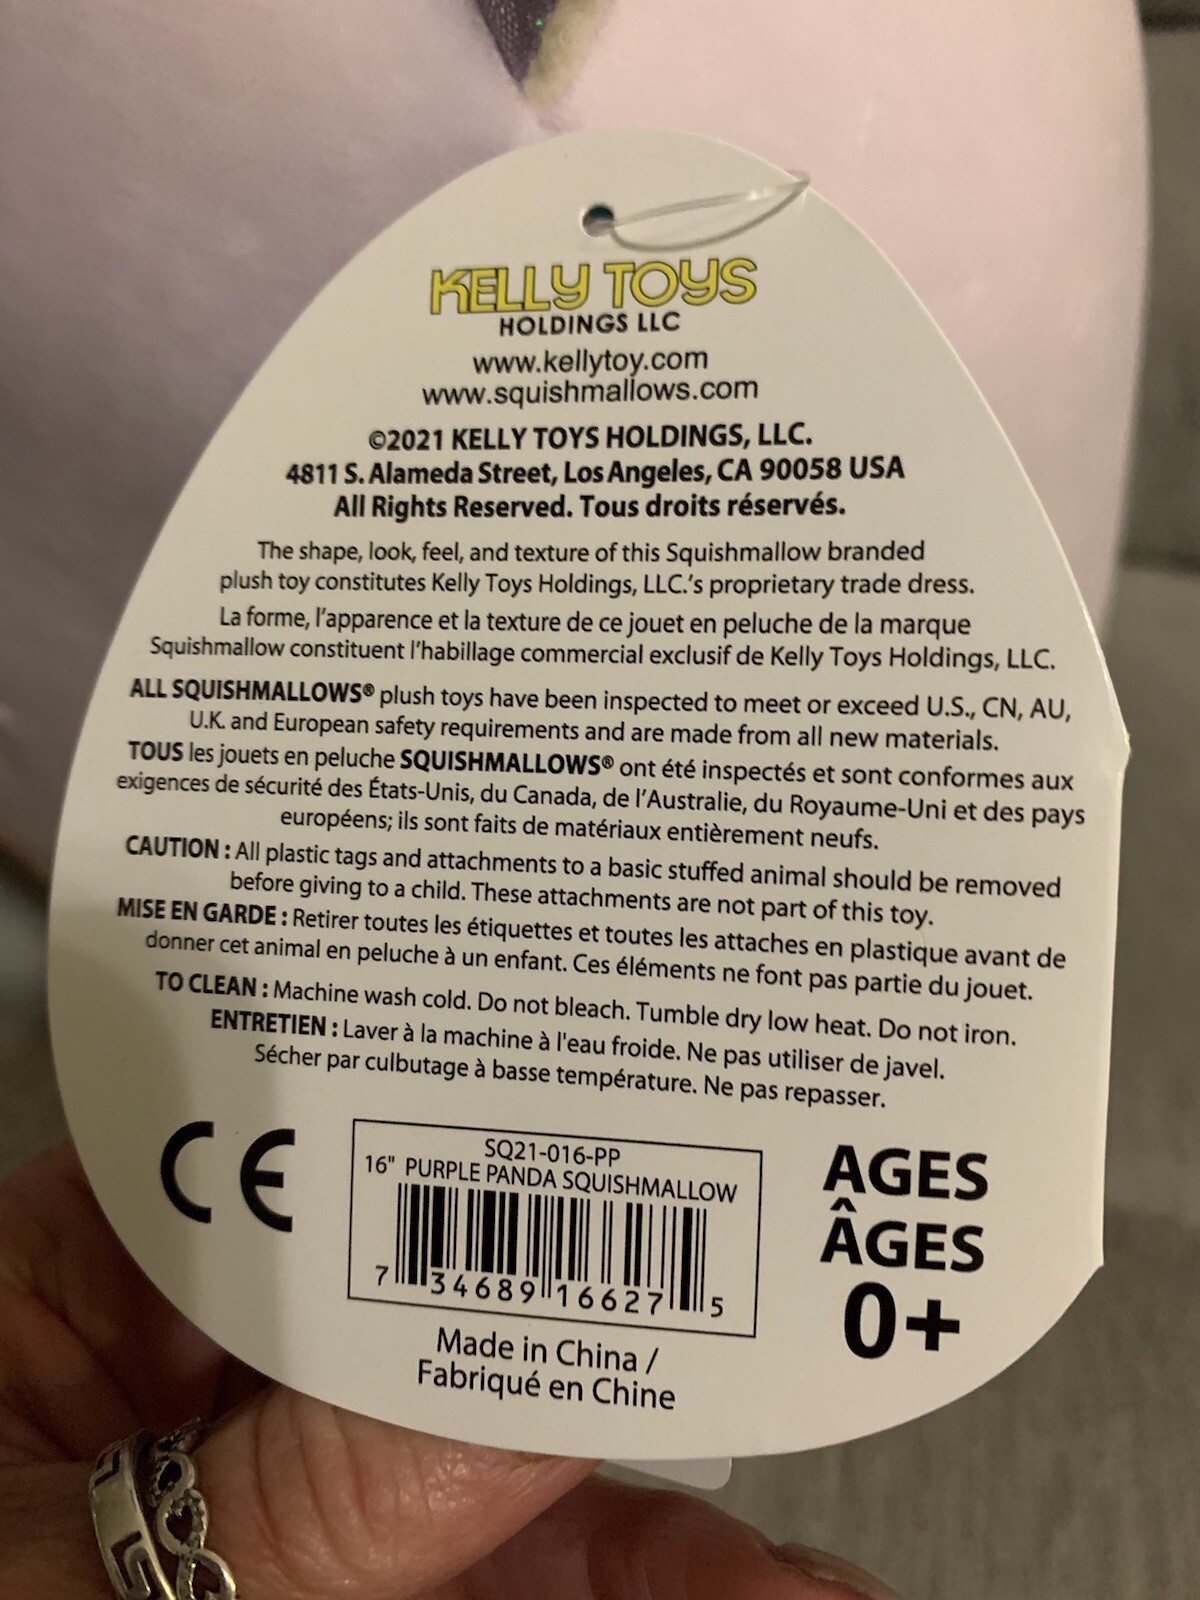 KELLY TOYS
HOLDINGS LLC
www.kellytoy.com
www.squishmallows.com
©2021 KELLY TOYS HOLDINGS, LLC.
4811 S. Alameda Street, Los Angeles, CA 90058 USA
All Rights Reserved. Tous droits réservés.
The shape, look, feel, and texture of this Squishmallow branded
plush toy constitutes Kelly Toys Holdings, LLC.'s proprietary trade dress.
La forme, l'apparence et la texture de ce jouet en peluche de la marque
Squishmallow constituent l'habillage commercial exclusif de Kelly Toys Holdings, LLC.
ALL SQUISHMALLOWS® plush toys have been inspected to meet or exceed U.S., CN, AU,
U.K. and European safety requirements and are made from all new materials.
TOUS les jouets en peluche SQUISHMALLOWS® ont été inspectés et sont conformes aux
exigences de sécurité des États-Unis, du Canada, de l'Australie, du Royaume-Uni et des pays
européens; ils sont faits de matériaux entièrement neufs.
CAUTION : All plastic tags and attachments to a basic stuffed animal should be removed
before giving to a child. These attachments are not part of this toy.
MISE EN GARDE : Retirer toutes les étiquettes et toutes les attaches en plastique avant de
donner cet animal en peluche à un enfant. Ces éléments ne font pas partie du jouet.
TO CLEAN : Machine wash cold. Do not bleach. Tumble dry low heat. Do not iron.
ENTRETIEN : Laver à la machine à l'eau froide. Ne pas utiliser de javel.
Sécher par culbutage à basse température. Ne pas repasser.
CE
SQ21-016-PP
16" PURPLE PANDA SQUISHMALLOW
7 34689 16627 5
AGES
ÂGES
0+
Made in China /
Fabriqué en Chine